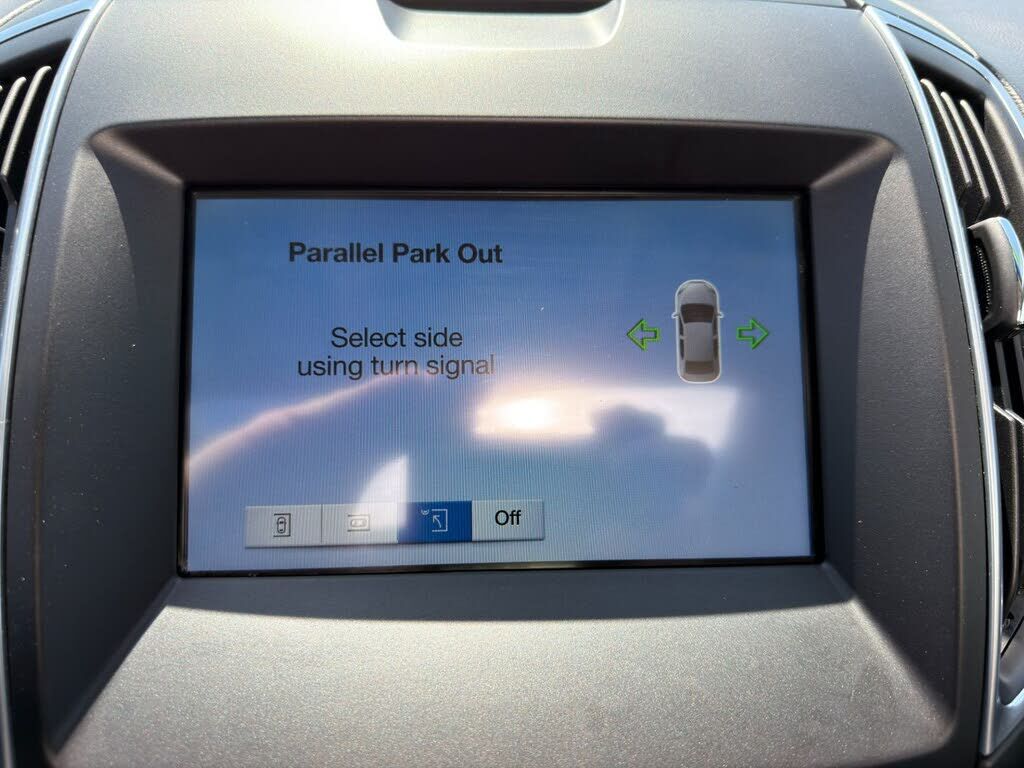 Parallel Park Out
Select side
using turn signal
Off